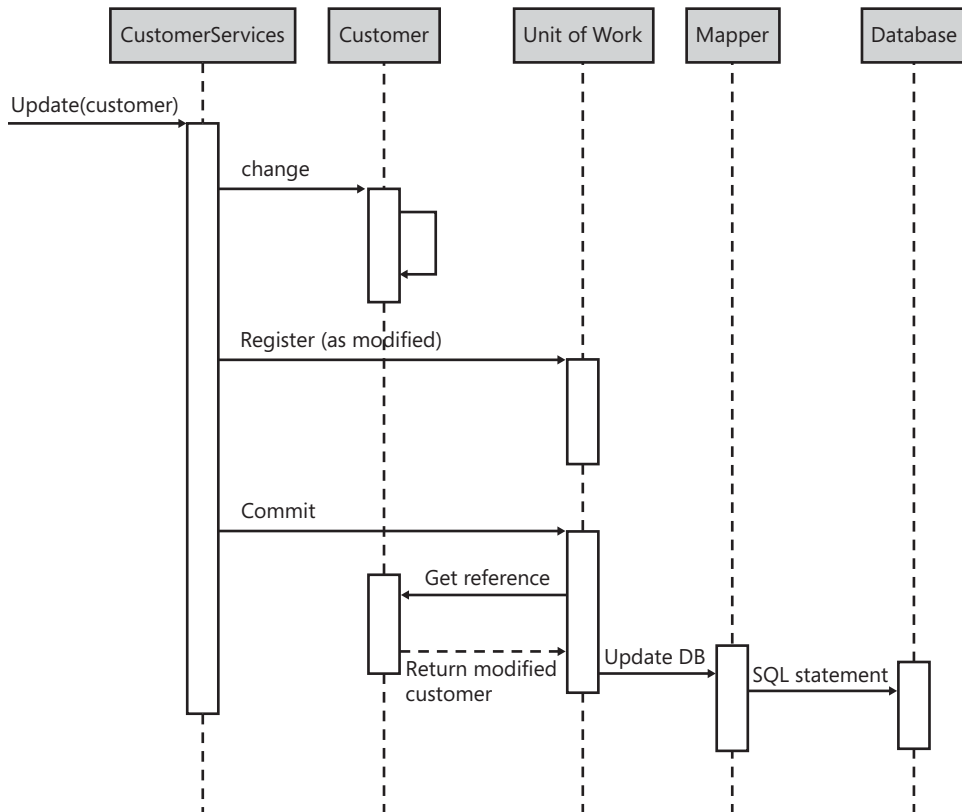 CustomerServices
Customer
Unit of Work
Mapper
Database
Update(customer)
change
Register (as modified)
Commit
Get reference
Return modified
customer
Update DB
SQL statement